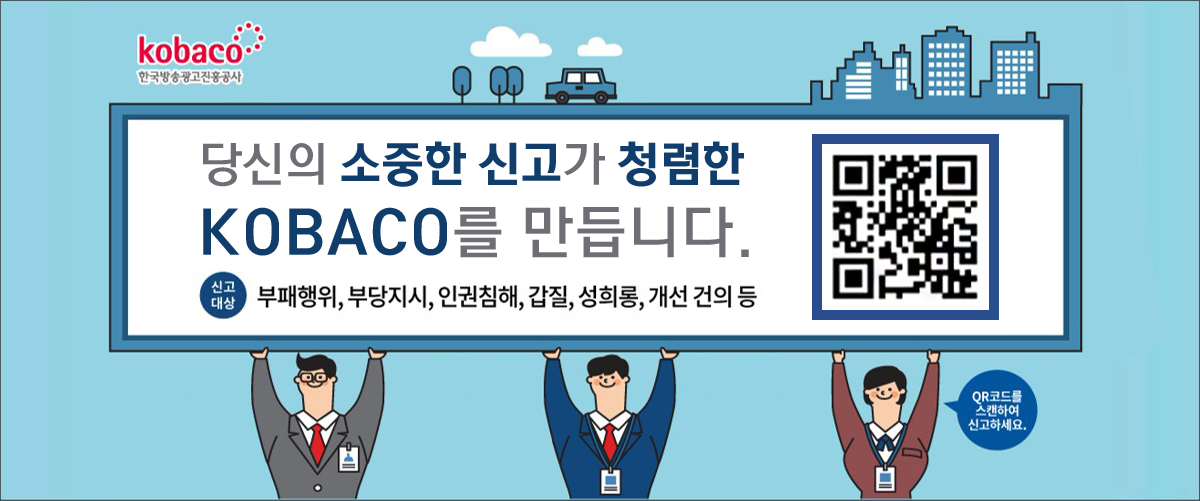 kobaco
한국방송광고진흥공사
당신의 소중한 신고가 청렴한
KOBACO를 만듭니다.
신고
대상
부패행위, 부당지시, 인권침해, 갑질, 성희롱, 개선 건의 등
QR코드를
스캔하여
신고하세요.